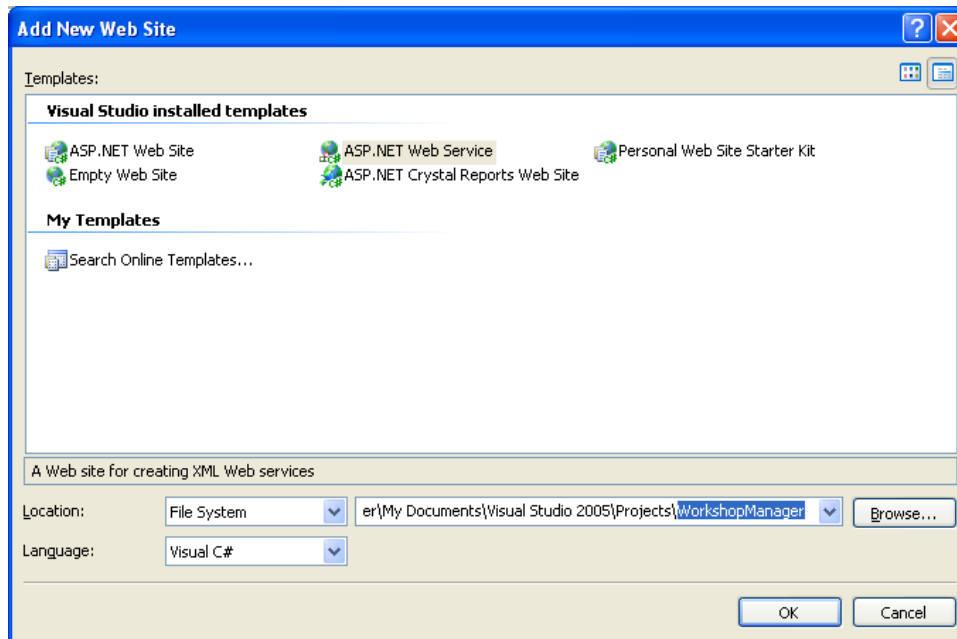 Add New Web Site
Templates:
Visual Studio installed templates
ASP.NET Web Site
ASP.NET Web Service
Personal Web Site Starter Kit
Empty Web Site
ASP.NET Crystal Reports Web Site
My Templates
Search Online Templates...
A Web site for creating XML Web services
Location:
File System
er\My Documents\Visual Studio 2005\Projects\WorkshopManager
Browse...
Language:
Visual C#
OK
Cancel